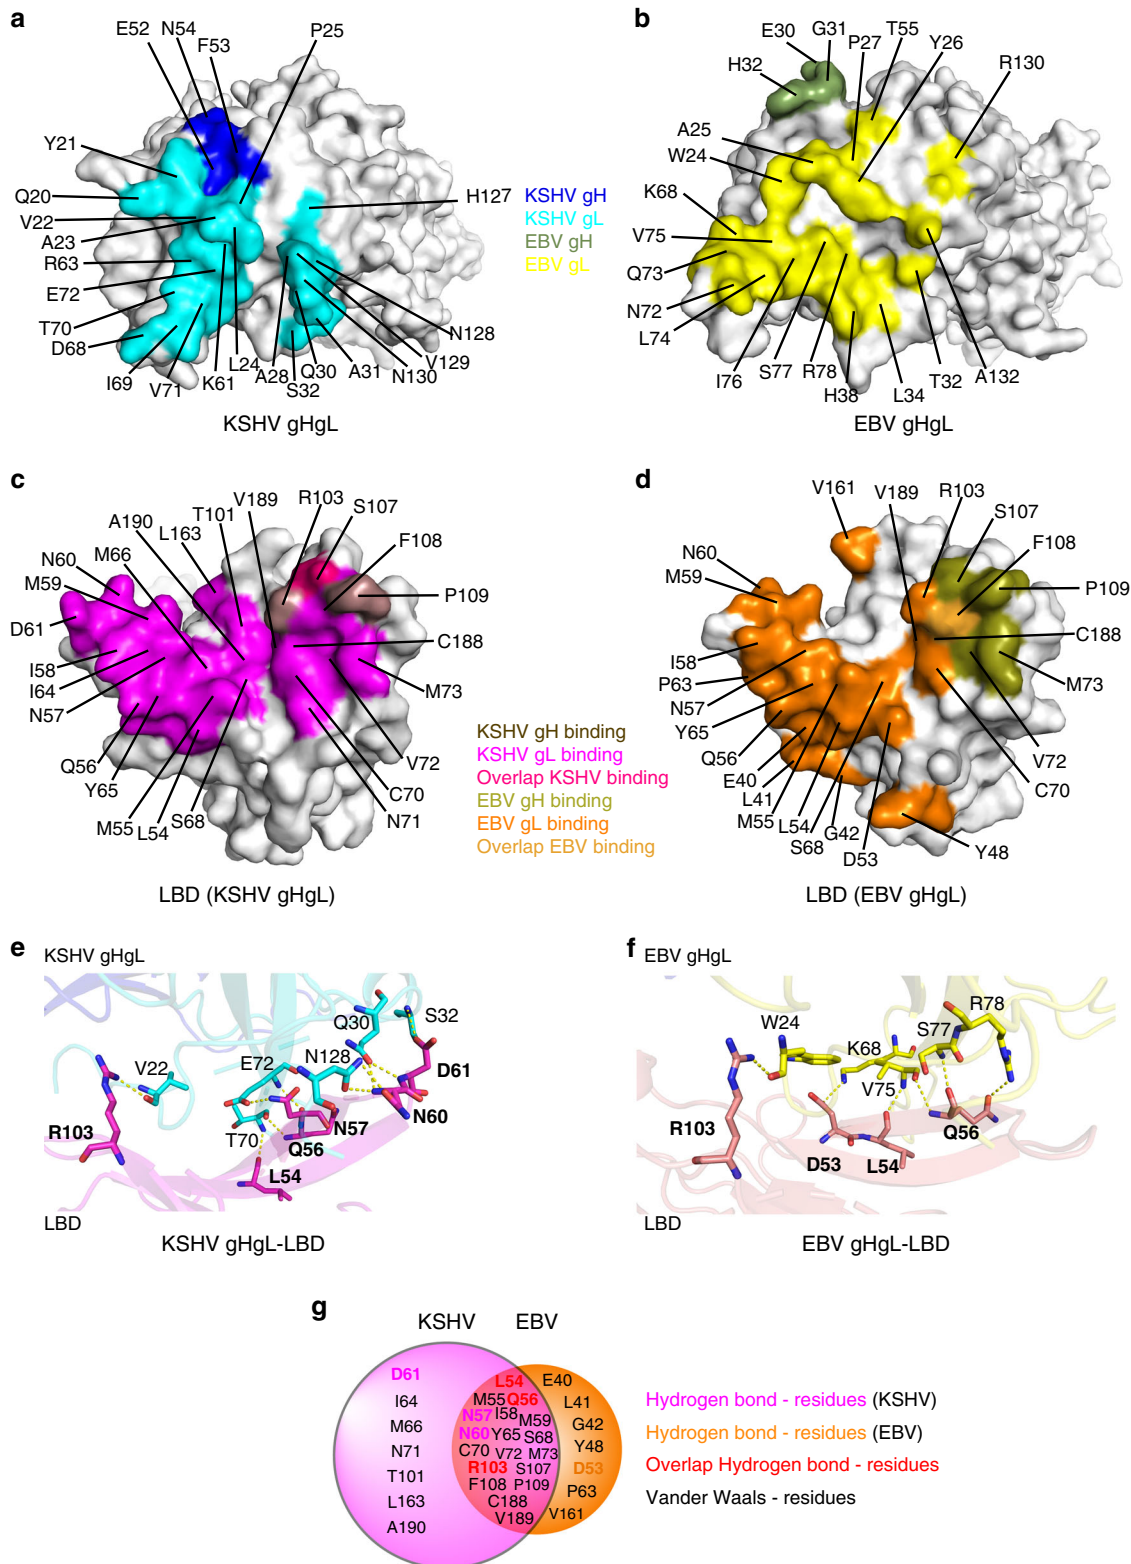 a
E52
N54
F53
P25
Y21
Q20
V22
A23
R63
E72
T70
D68
I69
V71
K61
L24
A28
S32
Q30
A31
N130
V129
N128
H127
KSHV gHgL
KSHV gH
KSHV gL
EBV gH
EBV gL
b
E30
G31
P27
T55
Y26
R130
H32
A25
W24
K68
V75
Q73
N72
L74
I76
S77
R78
H38
L34
T32
A132
EBV gHgL
c
V189
R103
S107
T101
F108
A190
L163
M66
N60
M59
P109
D61
C188
I58
I64
M73
N57
Q56
Y65
M55
L54
S68
V72
C70
N71
LBD (KSHV gHgL)
KSHV gH binding
KSHV gL binding
Overlap KSHV binding
EBV gH binding
EBV gL binding
Overlap EBV binding
d
V161
V189
R103
S107
F108
N60
M59
P109
C188
I58
P63
M73
N57
Y65
Q56
E40
L41
M55
L54
S68
G42
D53
Y48
V72
C70
LBD (EBV gHgL)
e
KSHV gHgL
Q30
S32
N128
E72
V22
D61
R103
N60
N57
T70
Q56
L54
LBD
KSHV gHgL-LBD
f
EBV gHgL
R78
W24
S77
K68
V75
R103
Q56
D53
L54
LBD
EBV gHgL-LBD
g
KSHV EBV
D61
I64
M66
N71
T101
L163
A190
L54
M55 Q56
N57 I58 M59
N60 Y65 S68
C70 V72 M73
R103 S107
F108 P109
C188
V189
E40
L41
G42
Y48
D53
P63
V161
Hydrogen bond - residues (KSHV)
Hydrogen bond - residues (EBV)
Overlap Hydrogen bond - residues
Vander Waals - residues